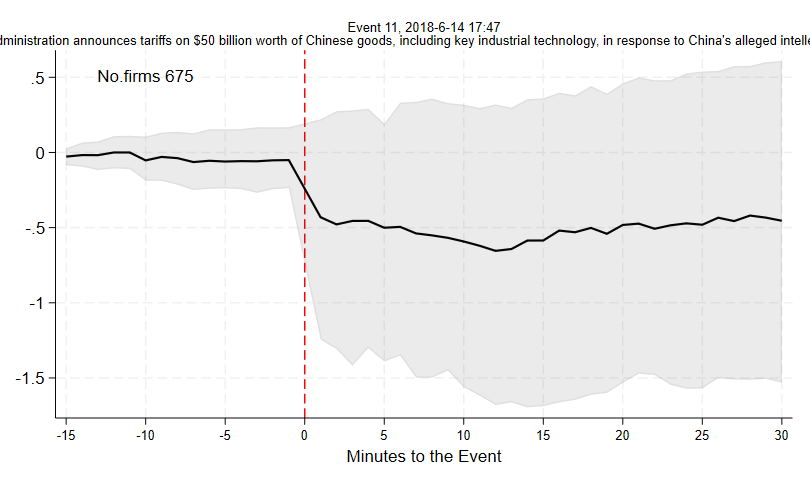 Event 11, 2018-6-14 17:47
dministration announces tariffs on $50 billion worth of Chinese goods, including key industrial technology, in response to China's alleged intelle
No.firms 675
.5
0
-.5
-1
-1.5
-15 -10 -5 0 5 10 15 20 25 30
Minutes to the Event